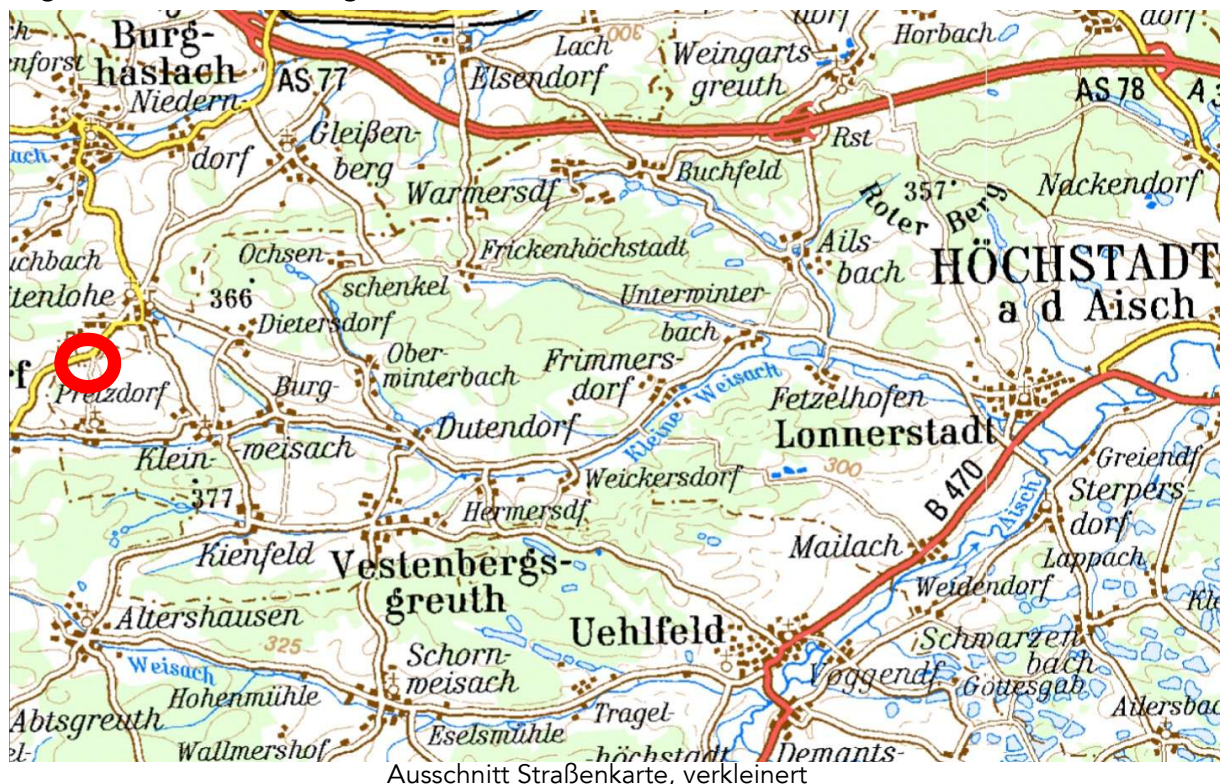 Burg-
haslach
AS 77
Elsendorf
Lach
300
Weingarts-
greuth
Horbach
AS 78
Niedern-
dorf
Gleißen-
berg
Rst
Buchfeld
Warmersdf
357
Roter Berg
Nackendorf
Ochsen-
schenkel
Frickenhöchstadt
Ails-
bach
HÖCHSTADT
a d Aisch
366
Dietersdorf
Unterwinter-
bach
Ober-
winterbach
Frimmers-
dorf
Pretzdorf
Burg-
weisach
Kleine Weisach
Fetzelhofen
Dutendorf
Lonnerstadt
Klein-
Weickersdorf
300
B 470
Greiendf
377
Hermersdf
Aisch
Sterpers-
dorf
Kienfeld
Vestenbergs-
greuth
Mailach
Lappach
Weidendorf
Altershausen
325
Uehlfeld
Schwarzen-
bach
Weisach
Schorn-
weisach
Voggendf
Gottesgab
Hohenmühle
Abtsgreuth
Tragel-
höchstadt
Eselsmühle
Wallmershof
Demants-
Ausschnitt Straßenkarte, verkleinert